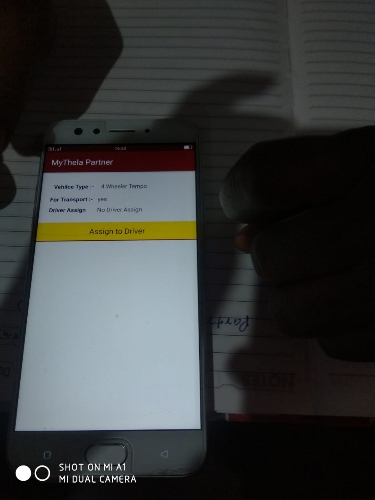 MyThela Partner
Vehilce Type :- 4 Wheeler Tempo
For Transport :- yes
Driver Assign No Driver Assign
Assign to Driver
SHOT ON MI A1
MI DUAL CAMERA